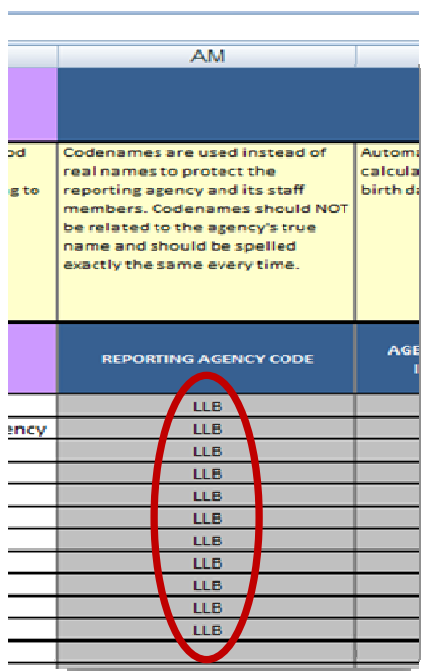 AM
od
g to
Codenames are used instead of
real names to protect the
reporting agency and its staff
members. Codenames should NOT
be related to the agency's true
name and should be spelled
exactly the same every time.
Autom
calcula
birth da
REPORTING AGENCY CODE
AGE
I
LLB
ency
LLB
LLB
LLB
LLB
LLB
LLB
LLB
LLB
LLB
LLB